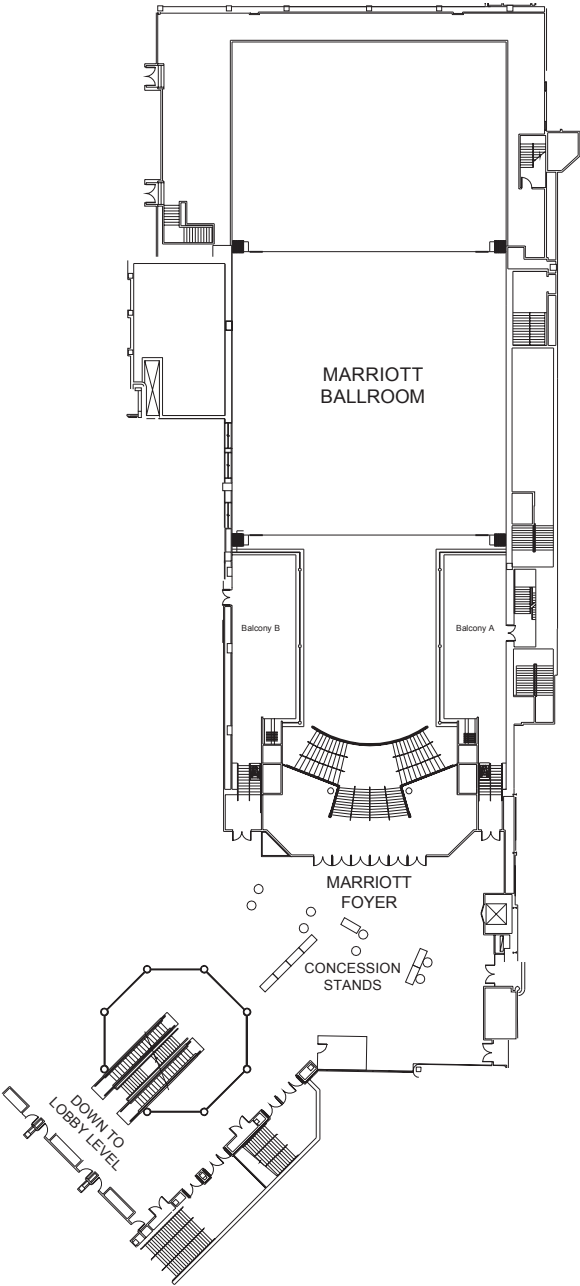 MARRIOTT
BALLROOM
Balcony B
Balcony A
MARRIOTT
FOYER
CONCESSION
STANDS
DOWN TO
LOBBY LEVEL